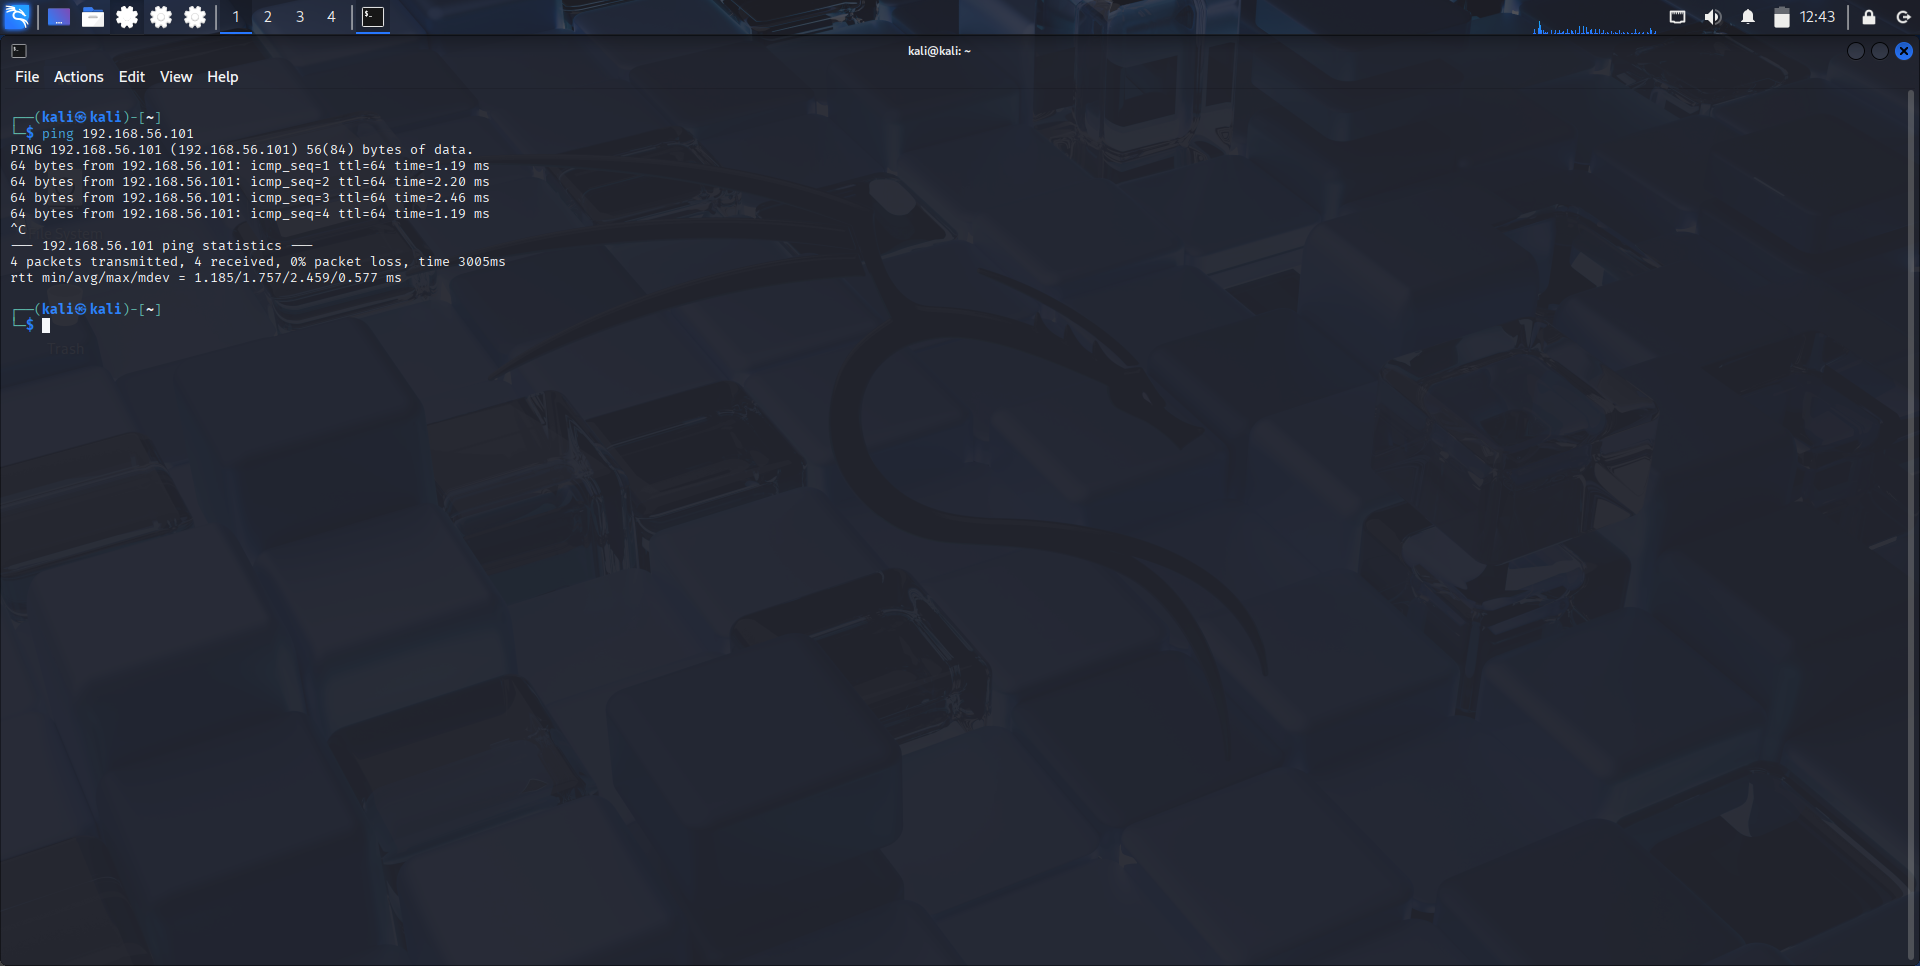 1 2 3 4 12:43
kali@kali: ~
File Actions Edit View Help
┌──(kali㉿kali)-[~]
└─$ ping 192.168.56.101
PING 192.168.56.101 (192.168.56.101) 56(84) bytes of data.
64 bytes from 192.168.56.101: icmp_seq=1 ttl=64 time=1.19 ms
64 bytes from 192.168.56.101: icmp_seq=2 ttl=64 time=2.20 ms
64 bytes from 192.168.56.101: icmp_seq=3 ttl=64 time=2.46 ms
64 bytes from 192.168.56.101: icmp_seq=4 ttl=64 time=1.19 ms
^C
--- 192.168.56.101 ping statistics ---
4 packets transmitted, 4 received, 0% packet loss, time 3005ms
rtt min/avg/max/mdev = 1.185/1.757/2.459/0.577 ms
┌──(kali㉿kali)-[~]
└─$
Trash